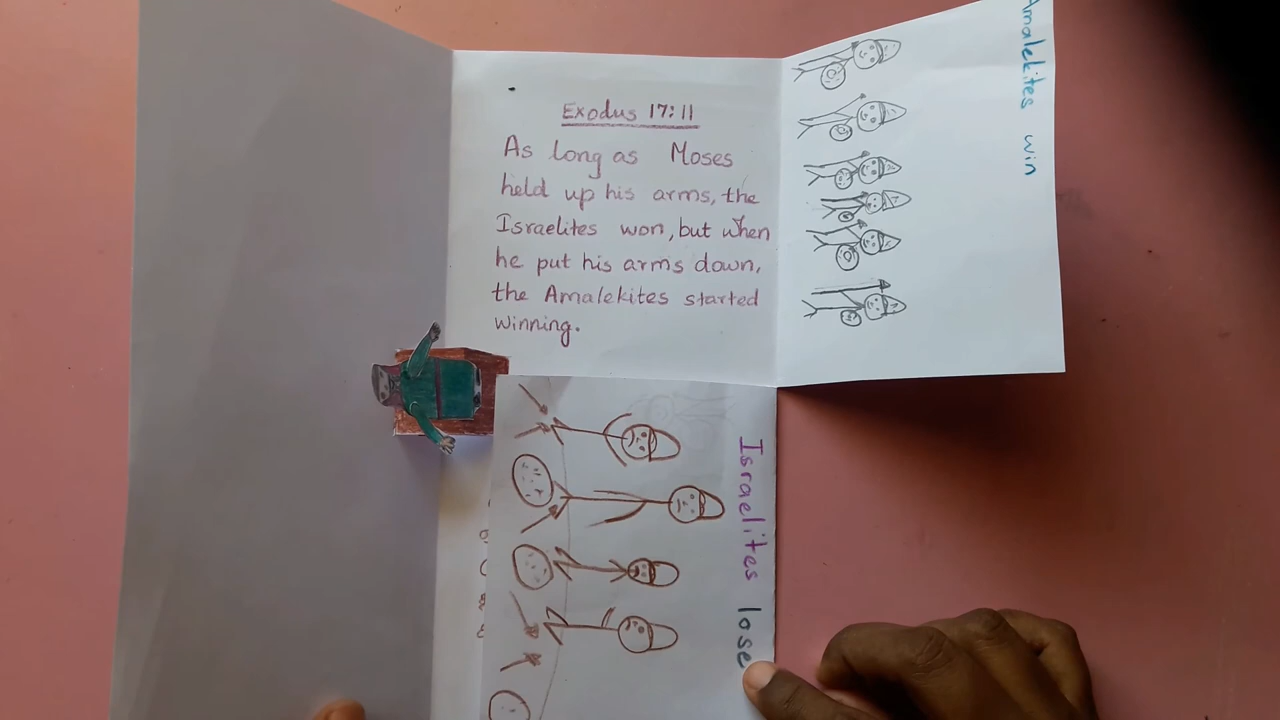 Exodus 17:11
As long as Moses
held up his arms, the
Israelites won, but when
he put his arms down,
the Amalekites started
winning.
Amalekites win
Israelites lose